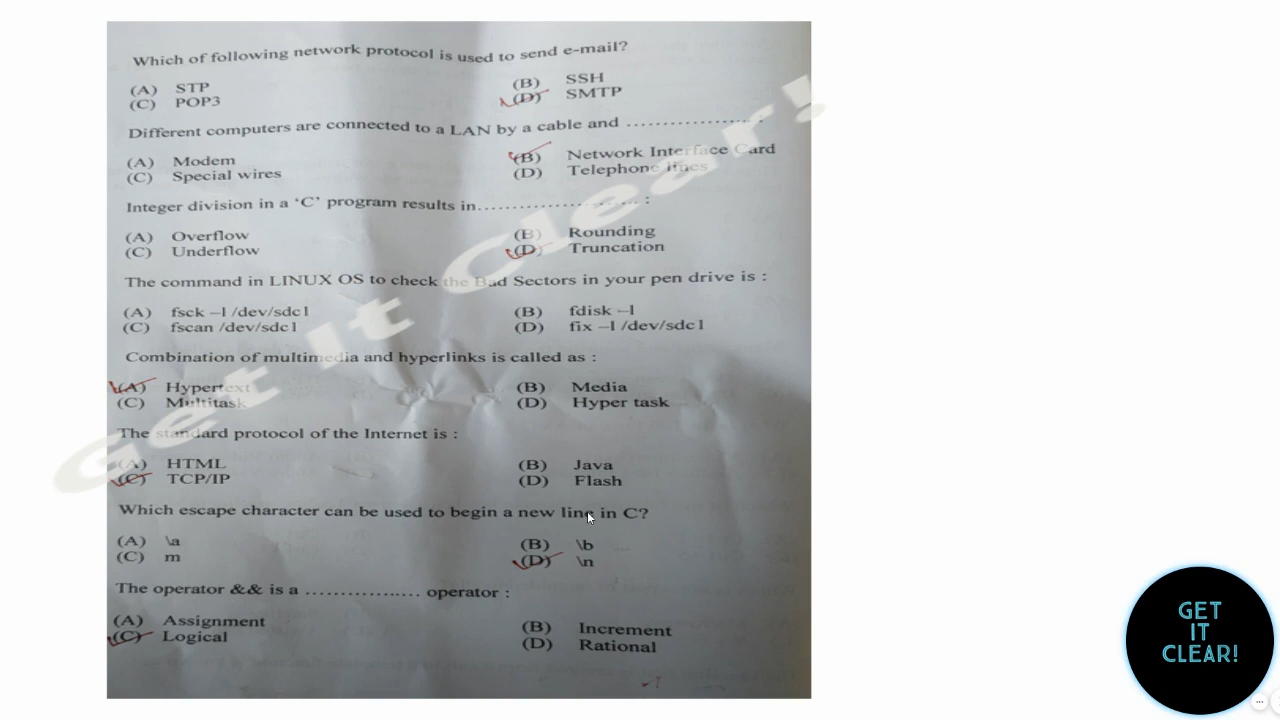 Which of following network protocol is used to send e-mail?
(A) STP (B) SSH
(C) POP3 (D) SMTP
Different computers are connected to a LAN by a cable and .................... :
(A) Modem (B) Network Interface Card
(C) Special wires (D) Telephone lines
Integer division in a ‘C’ program results in........................ :
(A) Overflow (B) Rounding
(C) Underflow (D) Truncation
The command in LINUX OS to check the Bad Sectors in your pen drive is :
(A) fsck –l /dev/sdc1 (B) fdisk –l
(C) fscan /dev/sdc1 (D) fix –l /dev/sdc1
Combination of multimedia and hyperlinks is called as :
(A) Hypertext (B) Media
(C) Multitask (D) Hyper task
The standard protocol of the Internet is :
(A) HTML (B) Java
(C) TCP/IP (D) Flash
Which escape character can be used to begin a new line in C?
(A) \a (B) \b
(C) m (D) \n
The operator && is a ................. operator :
(A) Assignment (B) Increment
(C) Logical (D) Rational
Get It Clear!
GET
IT
CLEAR!